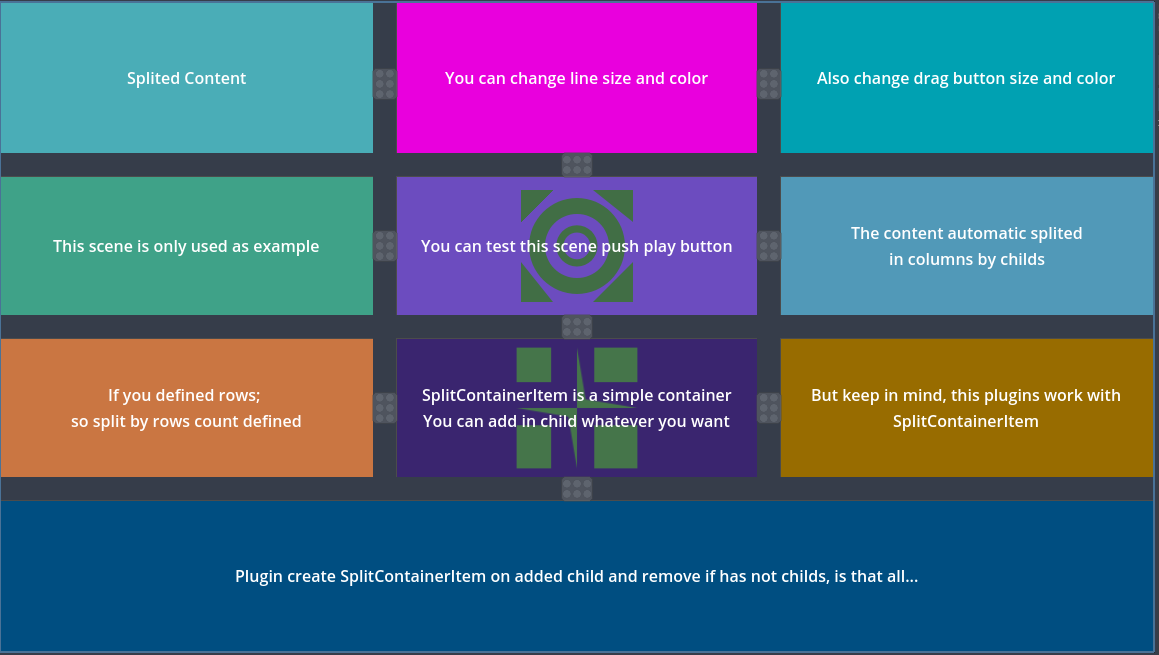 Splited Content
You can change line size and color
Also change drag button size and color
This scene is only used as example
You can test this scene push play button
The content automatic splited
in columns by childs
If you defined rows;
so split by rows count defined
SplitContainerItem is a simple container
You can add in child whatever you want
But keep in mind, this plugins work with
SplitContainerItem
Plugin create SplitContainerItem on added child and remove if has not childs, is that all...